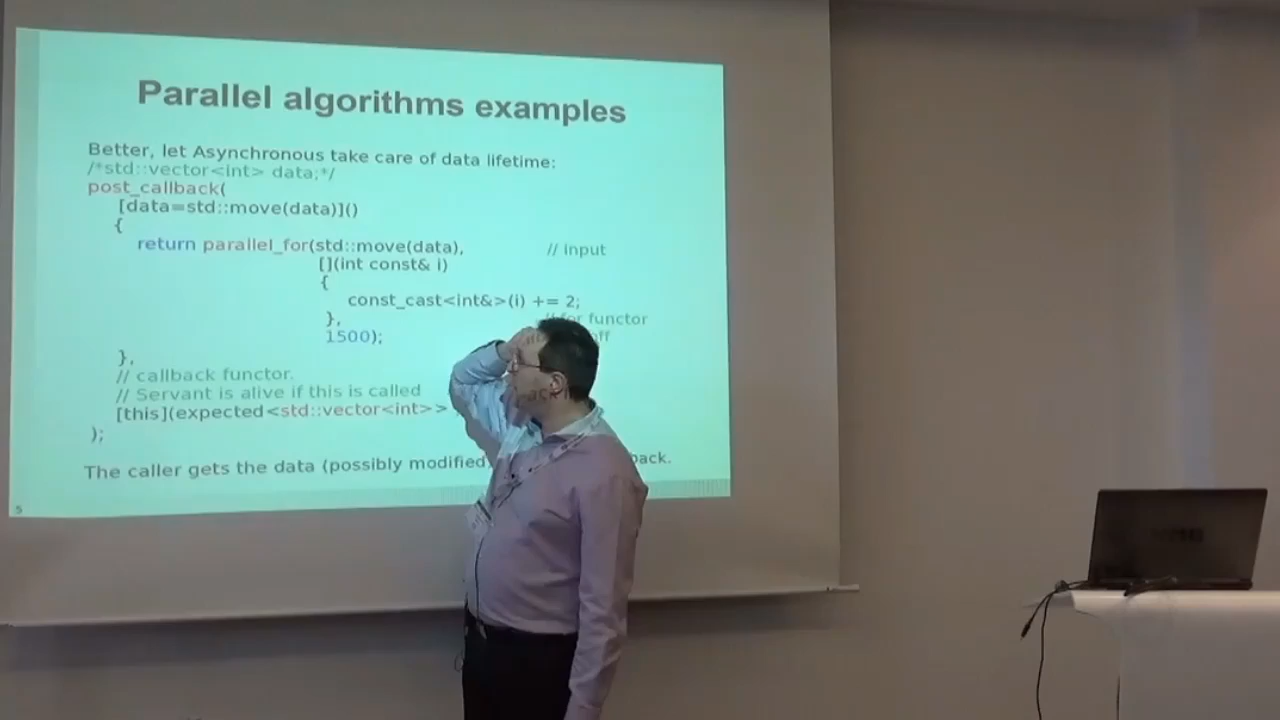 Parallel algorithms examples
Better, let Asynchronous take care of data lifetime:
/*std::vector<int> data;*/
post_callback(
[data=std::move(data)]()
{
return parallel_for(std::move(data), // input
[](int const& i)
{
const_cast<int&>(i) += 2;
}, // for functor
1500);
},
// callback functor.
// Servant is alive if this is called
[this](expected<std::vector<int>>
);
The caller gets the data (possibly modified
5